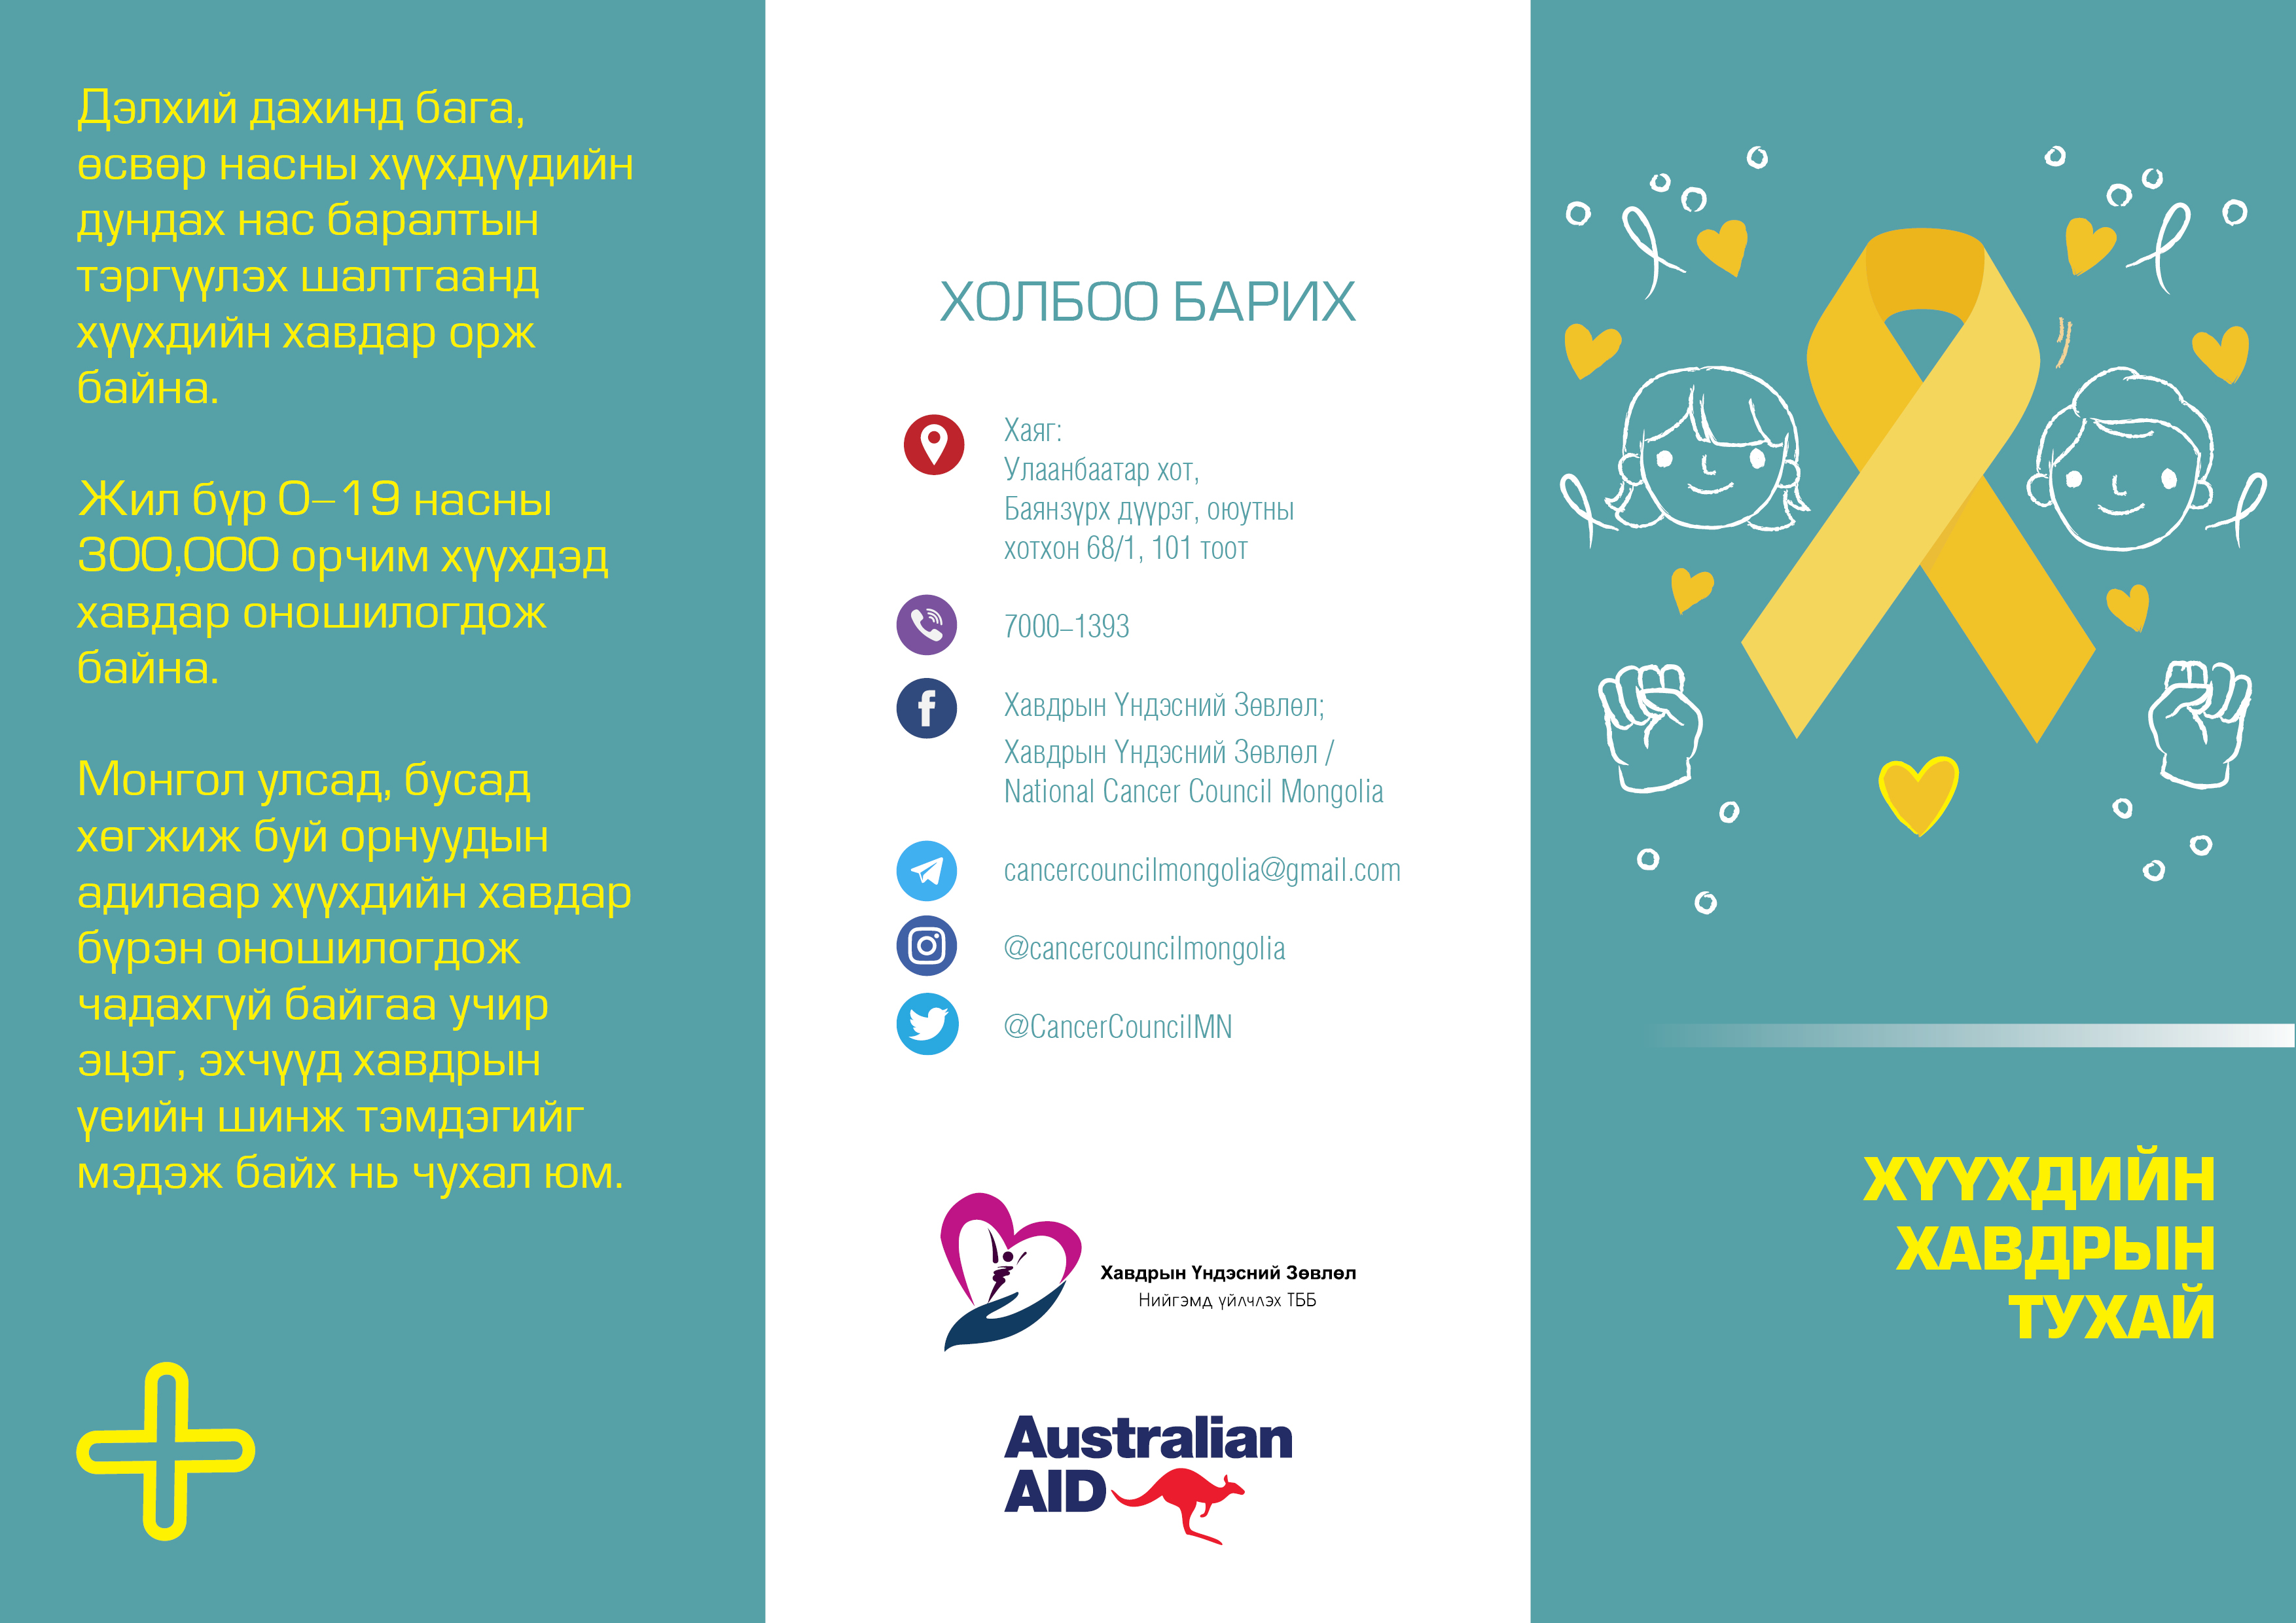 Дэлхий дахинд бага,
өсвөр насны хүүхдүүдийн
дундах нас баралтын
тэргүүлэх шалтгаанд
хүүхдийн хавдар орж
байна.
Жил бүр 0–19 насны
300,000 орчим хүүхдэд
хавдар оношилогдож
байна.
Монгол улсад, бусад
хөгжиж буй орнуудын
адилаар хүүхдийн хавдар
бүрэн оношилогдож
чадахгүй байгаа учир
эцэг, эхчүүд хавдрын
үеийн шинж тэмдэгийг
мэдэж байх нь чухал юм.
ХОЛБОО БАРИХ
Хаяг:
Улаанбаатар хот,
Баянзүрх дүүрэг, оюутны
хотхон 68/1, 101 тоот
7000–1393
Хавдрын Үндэсний Зөвлөл;
Хавдрын Үндэсний Зөвлөл /
National Cancer Council Mongolia
cancercouncilmongolia@gmail.com
@cancercouncilmongolia
@CancerCouncilMN
Хавдрын Үндэсний Зөвлөл
Нийгэмд үйлчлэх ТББ
Australian
AID
ХҮҮХДИЙН
ХАВДРЫН
ТУХАЙ